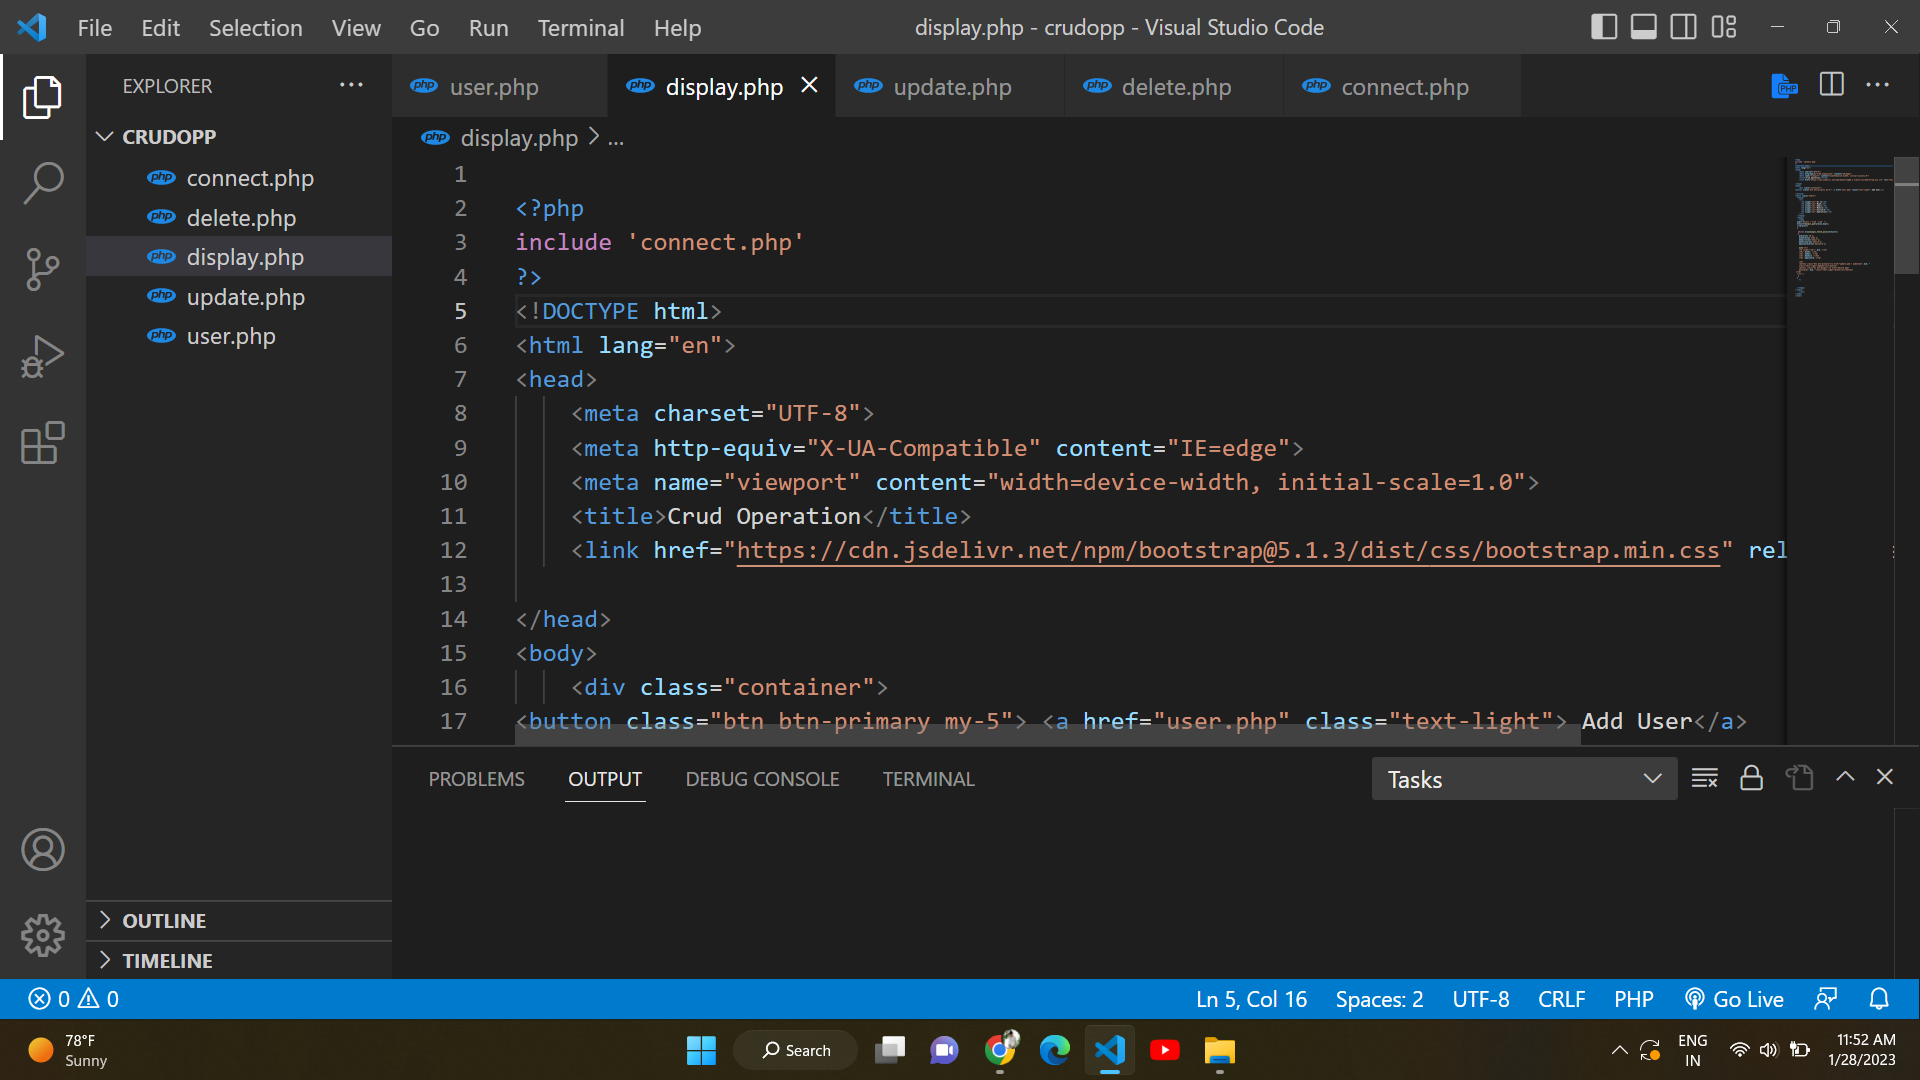 File Edit Selection View Go Run Terminal Help
display.php - crudopp - Visual Studio Code
EXPLORER
CRUDOPP
connect.php
delete.php
display.php
update.php
user.php
OUTLINE
TIMELINE
php user.php
php display.php
php update.php
php delete.php
php connect.php
PHP
php display.php > ...
1
2 <?php
3 include 'connect.php'
4 ?>
5 <!DOCTYPE html>
6 <html lang="en">
7 <head>
8 <meta charset="UTF-8">
9 <meta http-equiv="X-UA-Compatible" content="IE=edge">
10 <meta name="viewport" content="width=device-width, initial-scale=1.0">
11 <title>Crud Operation</title>
12 <link href="https://cdn.jsdelivr.net/npm/bootstrap@5.1.3/dist/css/bootstrap.min.css" rel
13
14 </head>
15 <body>
16 <div class="container">
17 <button class="btn btn-primary my-5"> <a href="user.php" class="text-light"> Add User</a>
PROBLEMS OUTPUT DEBUG CONSOLE TERMINAL
Tasks
0 0
Ln 5, Col 16 Spaces: 2 UTF-8 CRLF PHP Go Live
78°F
Sunny
Search
ENG
IN
11:52 AM
1/28/2023